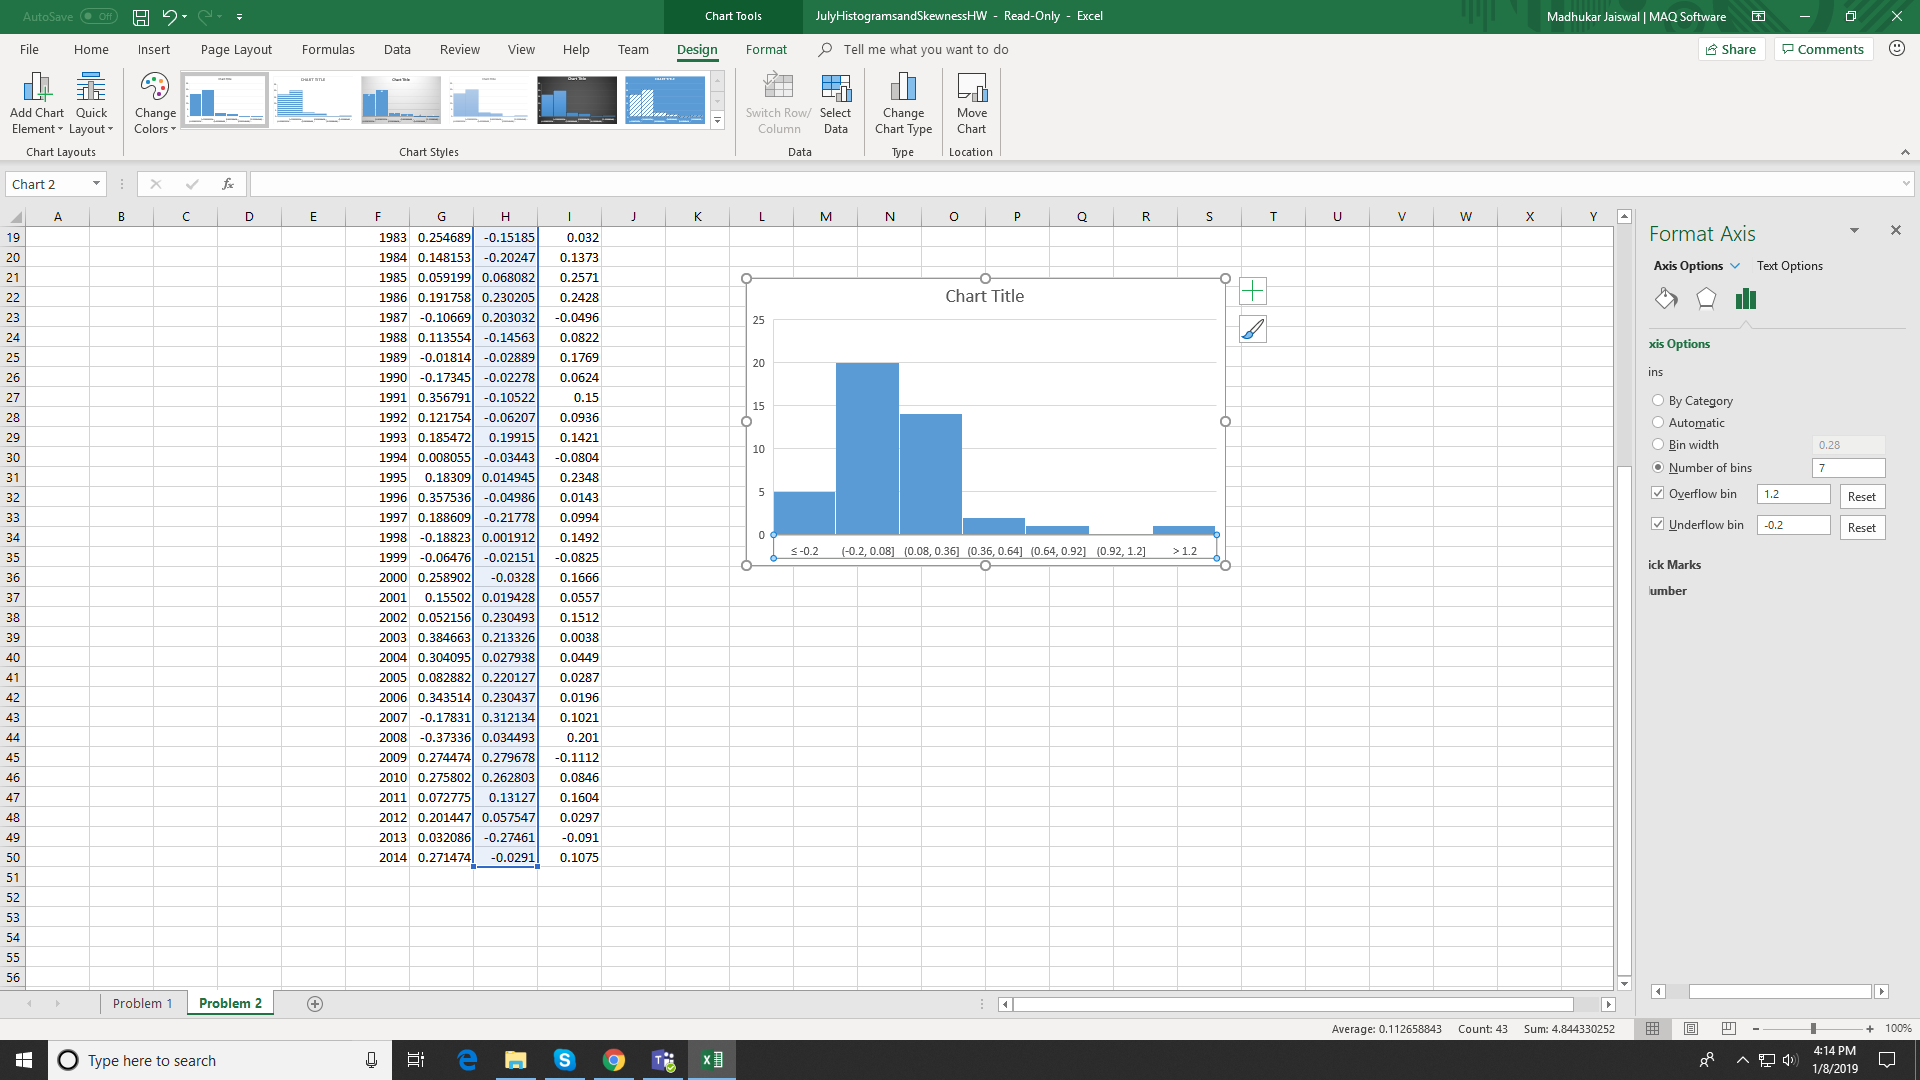 AutoSave Off
Chart Tools
JulyHistogramsandSkewnessHW - Read-Only - Excel
Madhukar Jaiswal | MAQ Software
File Home Insert Page Layout Formulas Data Review View Help Team Design Format Tell me what you want to do
Share Comments
Add Chart Element
Quick Layout
Change Colors
Switch Row/ Column
Select Data
Change Chart Type
Move Chart
Chart Layouts
Chart Styles
Data
Type
Location
Chart 2
fx
A B C D E F G H I J K L M N O P Q R S T U V W X Y
19 1983 0.254689 -0.15185 0.032
20 1984 0.148153 -0.20247 0.1373
21 1985 0.059199 0.068082 0.2571
22 1986 0.191758 0.230205 0.2428
23 1987 -0.10669 0.203032 -0.0496
24 1988 0.113554 -0.14563 0.0822
25 1989 -0.01814 -0.02889 0.1769
26 1990 -0.17345 -0.02278 0.0624
27 1991 0.356791 -0.10522 0.15
28 1992 0.121754 -0.06207 0.0936
29 1993 0.185472 0.19915 0.1421
30 1994 0.008055 -0.03443 -0.0804
31 1995 0.18309 0.014945 0.2348
32 1996 0.357536 -0.04986 0.0143
33 1997 0.188609 -0.21778 0.0994
34 1998 -0.18823 0.001912 0.1492
35 1999 -0.06476 -0.02151 -0.0825
36 2000 0.258902 -0.0328 0.1666
37 2001 0.15502 0.019428 0.0557
38 2002 0.052156 0.230493 0.1512
39 2003 0.384663 0.213326 0.0038
40 2004 0.304095 0.027938 0.0449
41 2005 0.082882 0.220127 0.0287
42 2006 0.343514 0.230437 0.0196
43 2007 -0.17831 0.312134 0.1021
44 2008 -0.37336 0.034493 0.201
45 2009 0.274474 0.279678 -0.1112
46 2010 0.275802 0.262803 0.0846
47 2011 0.072775 0.13127 0.1604
48 2012 0.201447 0.057547 0.0297
49 2013 0.032086 -0.27461 -0.091
50 2014 0.271474 -0.0291 0.1075
51
52
53
54
55
56
Chart Title
25
20
15
10
5
0
≤ -0.2 (-0.2, 0.08] (0.08, 0.36] (0.36, 0.64] (0.64, 0.92] (0.92, 1.2] > 1.2
Format Axis
Axis Options Text Options
xis Options
ins
By Category
Automatic
Bin width 0.28
Number of bins 7
Overflow bin 1.2 Reset
Underflow bin -0.2 Reset
ick Marks
umber
Problem 1 Problem 2
Average: 0.112658843 Count: 43 Sum: 4.844330252
100%
Type here to search
4:14 PM
1/8/2019